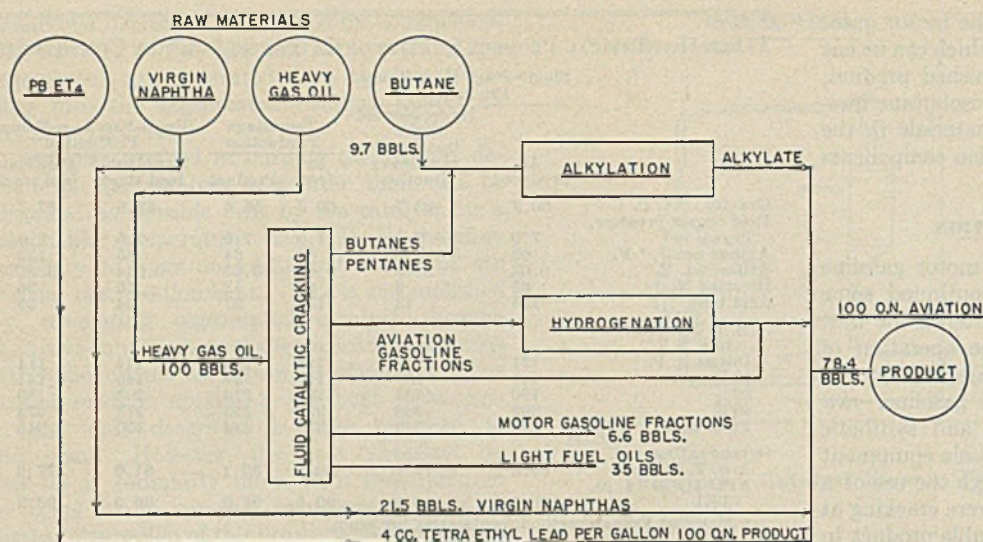 RAW MATERIALS
PB ET4
VIRGIN
NAPHTHA
HEAVY
GAS OIL
BUTANE
9.7 BBLS.
ALKYLATION
ALKYLATE
BUTANES
PENTANES
FLUID CATALYTIC CRACKING
HYDROGENATION
100 O.N. AVIATION
HEAVY GAS OIL
100 BBLS.
AVIATION
GASOLINE
FRACTIONS
78.4
BBLS.
PRODUCT
MOTOR GASOLINE FRACTIONS
6.6 BBLS.
LIGHT FUEL OILS
35 BBLS.
21.5 BBLS. VIRGIN NAPHTHAS
4 CC. TETRA ETHYL LEAD PER GALLON 100 O.N. PRODUCT